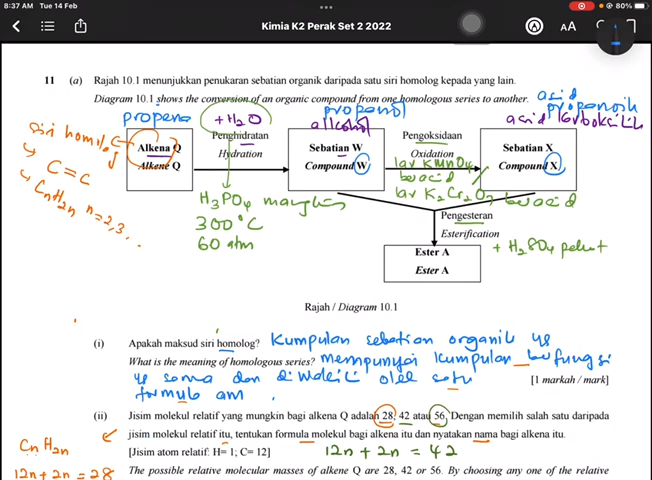 8:37 AM Tue 14 Feb
80%
Kimia K2 Perak Set 2 2022
AA
11 (a) Rajah 10.1 menunjukkan penukaran sebatian organik daripada satu siri homolog kepada yang lain.
Diagram 10.1 shows the conversion of an organic compound from one homologous series to another.
acid
propena + H2O propanol propanoik
alkohol acid karboksilik
siri homolog
C=C
CnH2n n=2,3, . . .
Alkena Q
Alkene Q
Penghidratan
Hydration
Sebatian W
Compound W
Pengoksidaan
Oxidation
Sebatian X
Compound X
lar KMnO4
berasid
lar K2Cr2O7 berasid
H3PO4
300°C
60 atm
Pengesteran
Esterification
+ H2SO4 pekat
Ester A
Ester A
Rajah / Diagram 10.1
(i) Apakah maksud siri homolog? Kumpulan sebatian organik yg
What is the meaning of homologous series? mempunyai kumpulan berfungsi
[1 markah / mark]
yg sama dan diwakili oleh satu
formula am .
(ii) Jisim molekul relatif yang mungkin bagi alkena Q adalah 28, 42 atau 56. Dengan memilih salah satu daripada
jisim molekul relatif itu, tentukan formula molekul bagi alkena itu dan nyatakan nama bagi alkena itu.
CnH2n
[Jisim atom relatif: H= 1; C= 12] 12n + 2n = 42
12n + 2n = 28
The possible relative molecular masses of alkene Q are 28, 42 or 56. By choosing any one of the relative